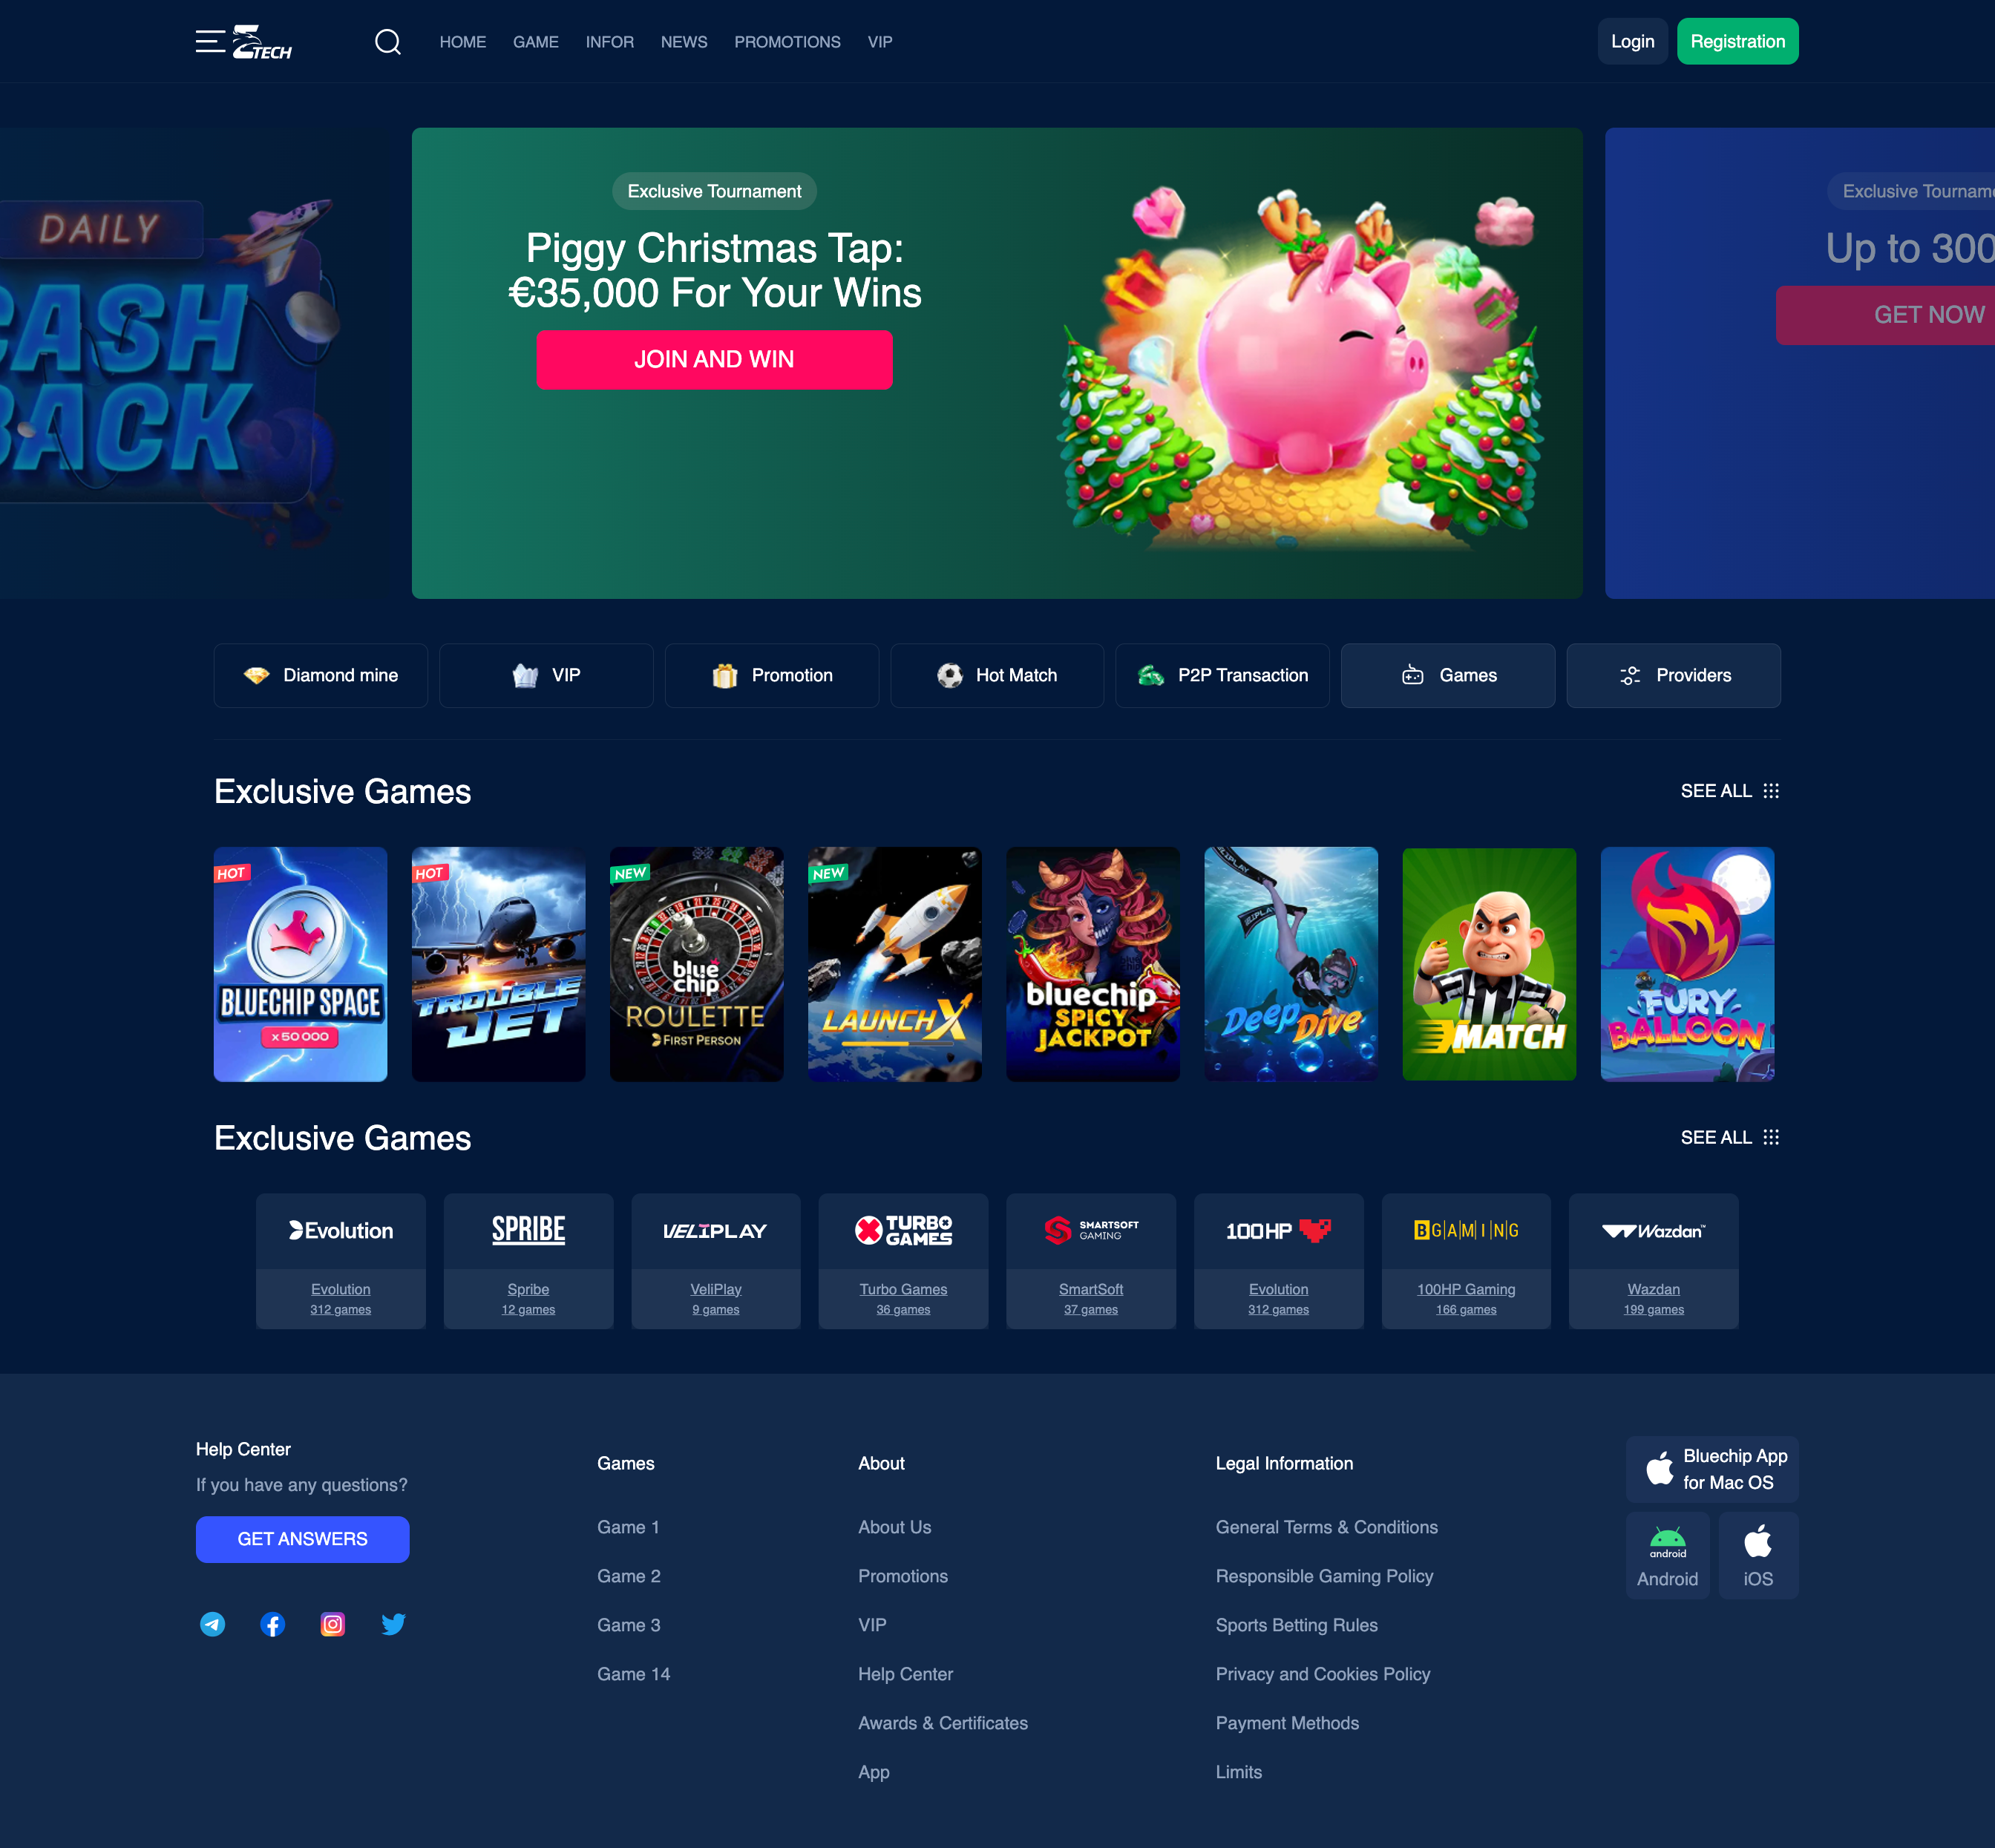 TECH
HOME
GAME
INFOR
NEWS
PROMOTIONS
VIP
Login
Registration
DAILY
CASH
BACK
Exclusive Tournament
Piggy Christmas Tap:
€35,000 For Your Wins
JOIN AND WIN
Exclusive
Up to 300
GET NOW
Diamond mine
VIP
Promotion
Hot Match
P2P Transaction
Games
Providers
Exclusive Games
SEE ALL
HOT
BLUECHIP SPACE
x50 000
HOT
TROUBLE
JET
NEW
blue
chip
ROULETTE
FIRST PERSON
NEW
LAUNCH X
bluechip
SPICY
JACKPOT
VELIPLAY
VELIPLAY
Deep Dive
MATCH
FURY
BALLOON
Exclusive Games
SEE ALL
Evolution
Evolution
312 games
SPRIBE
Spribe
12 games
VELIPLAY
VeliPlay
9 games
TURBO
GAMES
Turbo Games
36 games
SMARTSOFT
GAMING
SmartSoft
37 games
100HP
Evolution
312 games
BGAMING
100HP Gaming
166 games
Wazdan™
Wazdan
199 games
Help Center
If you have any questions?
GET ANSWERS
Games
Game 1
Game 2
Game 3
Game 14
About
About Us
Promotions
VIP
Help Center
Awards & Certificates
App
Legal Information
General Terms & Conditions
Responsible Gaming Policy
Sports Betting Rules
Privacy and Cookies Policy
Payment Methods
Limits
Bluechip App
for Mac OS
android
Android
iOS